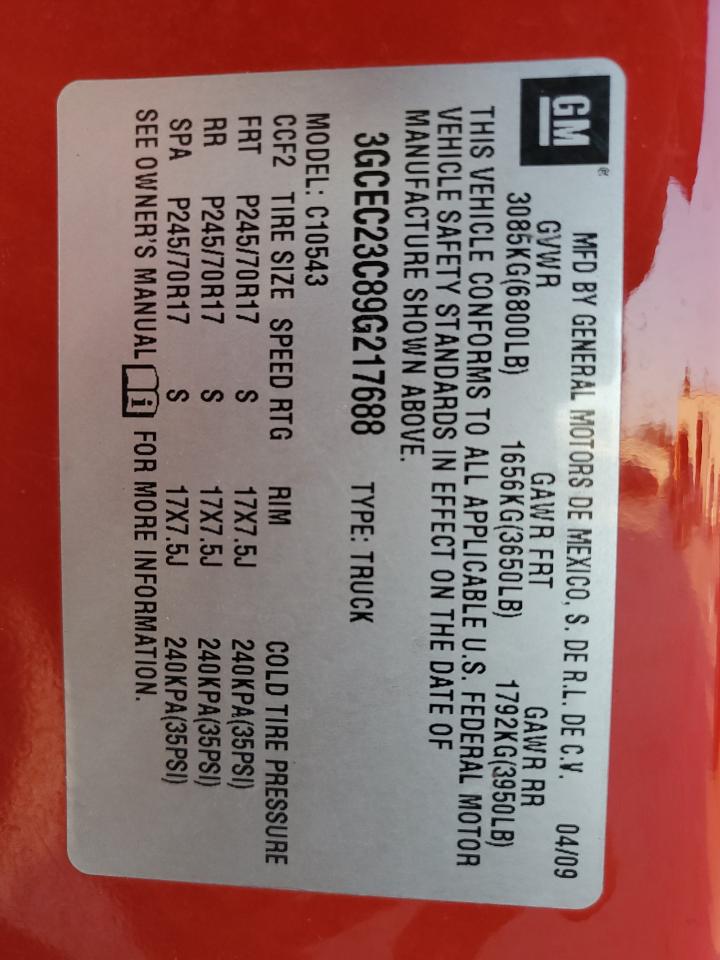 GM®
MFD BY GENERAL MOTORS DE MEXICO, S. DE R.L. DE C.V. 04/09
GVWR GAWR FRT GAWR RR
3085KG(6800LB) 1656KG(3650LB) 1792KG(3950LB)
THIS VEHICLE CONFORMS TO ALL APPLICABLE U.S. FEDERAL MOTOR
VEHICLE SAFETY STANDARDS IN EFFECT ON THE DATE OF
MANUFACTURE SHOWN ABOVE.
3GCEC23C89G217688 TYPE: TRUCK
MODEL: C10543
CCF2 TIRE SIZE SPEED RTG RIM COLD TIRE PRESSURE
FRT P245/70R17 S 17X7.5J 240KPA(35PSI)
RR P245/70R17 S 17X7.5J 240KPA(35PSI)
SPA P245/70R17 S 17X7.5J 240KPA(35PSI)
SEE OWNER'S MANUAL i FOR MORE INFORMATION.